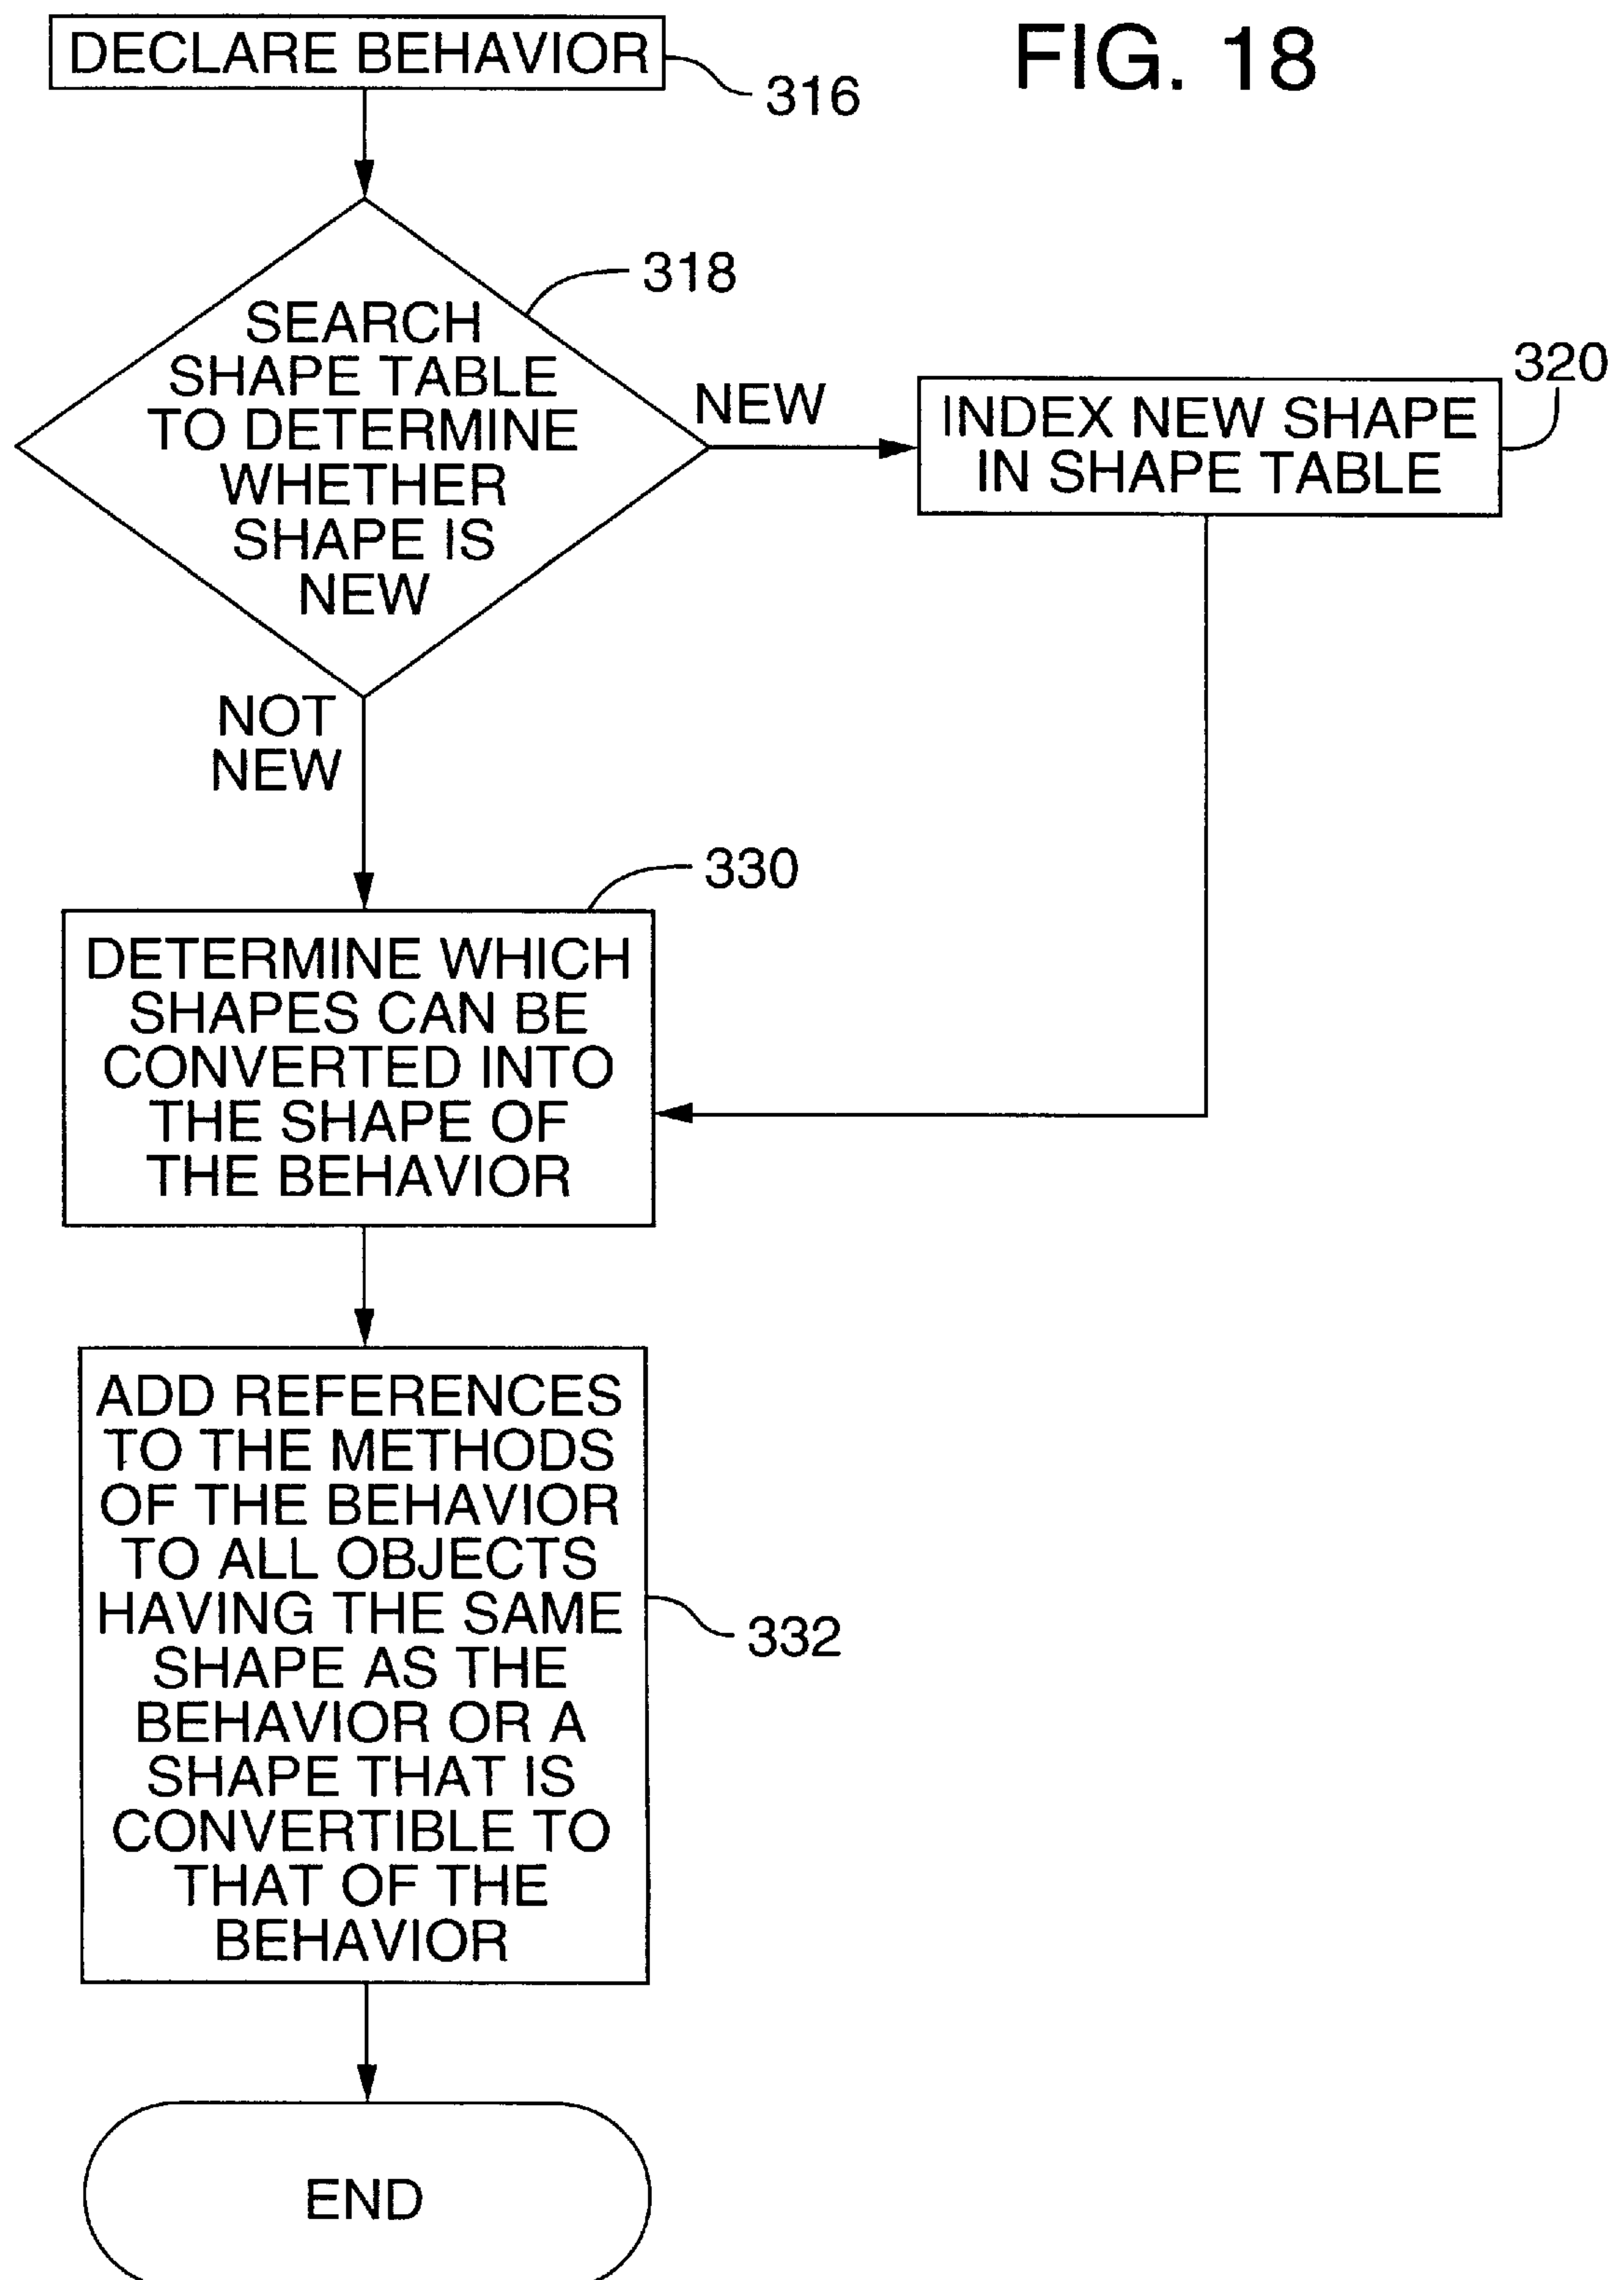 DECLARE BEHAVIOR
316
FIG. 18
318
SEARCH
SHAPE TABLE
TO DETERMINE
WHETHER
SHAPE IS
NEW
NEW
320
INDEX NEW SHAPE
IN SHAPE TABLE
NOT
NEW
330
DETERMINE WHICH
SHAPES CAN BE
CONVERTED INTO
THE SHAPE OF
THE BEHAVIOR
ADD REFERENCES
TO THE METHODS
OF THE BEHAVIOR
TO ALL OBJECTS
HAVING THE SAME
SHAPE AS THE
BEHAVIOR OR A
SHAPE THAT IS
CONVERTIBLE TO
THAT OF THE
BEHAVIOR
332
END